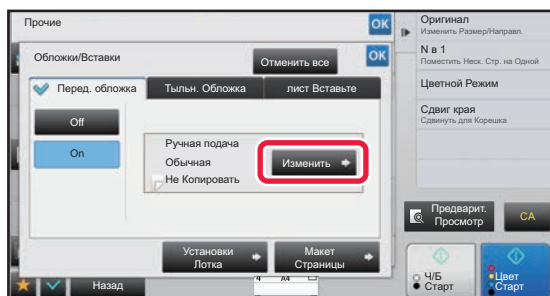 Прочие
OK
Обложки/Вставки
Отменить все
OK
Перед. обложка
Тыльн. Обложка
лист Вставьте
Off
On
Ручная подача
Обычная
Не Копировать
Изменить
Установки
Лотка
Макет
Страницы
Назад
4 A4
Оригинал
Изменить Размер/Направл.
N в 1
Поместить Неск. Стр. на Одной
Цветной Режим
Сдвиг края
Сдвинуть для Корешка
Предварит.
Просмотр
CA
Ч/Б
Старт
Цвет
Старт